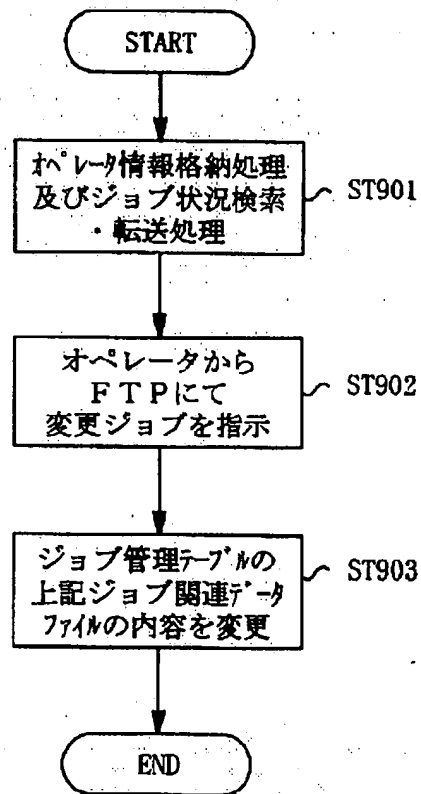 START
ｵﾍﾟﾚｰﾀ情報格納処理
及びジョブ状況検索
・転送処理
ST901
オペレータから
ＦＴＰにて
変更ジョブを指示
ST902
ジョブ管理ﾃｰﾌﾞﾙの
上記ジョブ関連ﾃﾞｰﾀ
ﾌｧｲﾙの内容を変更
ST903
END